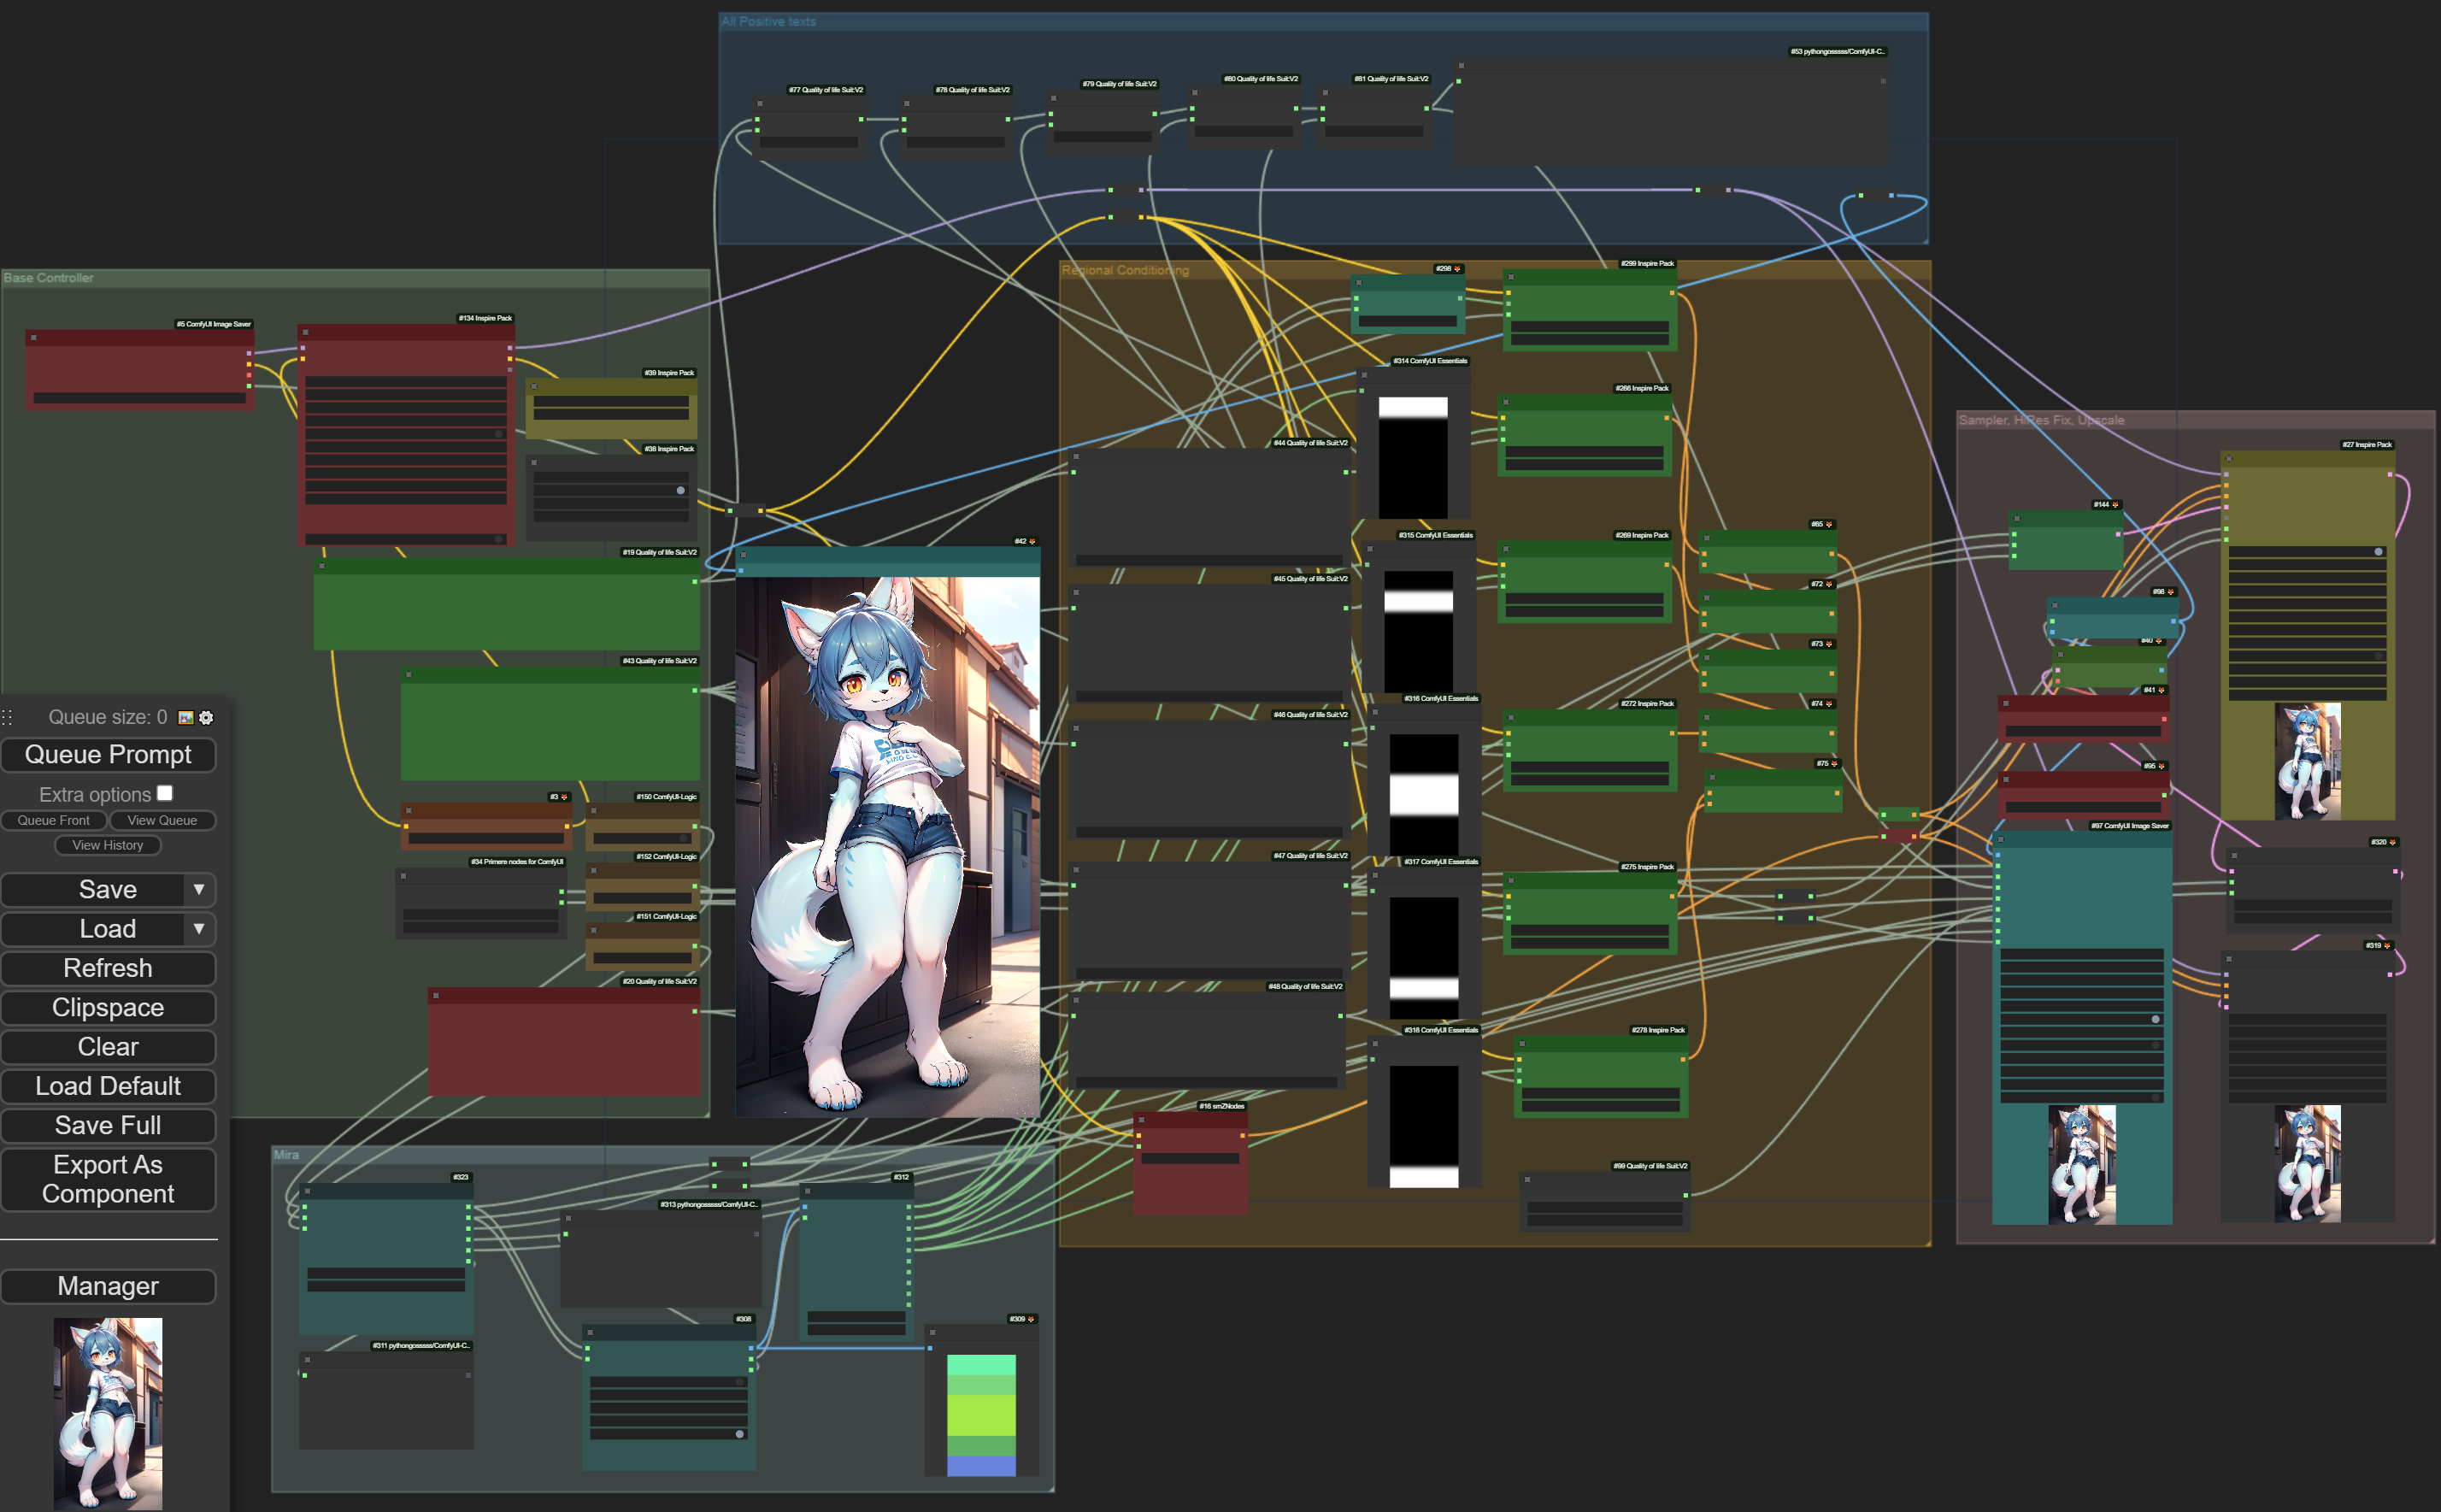 All Positive texts
#53 pythongosssss/ComfyUI-C..
#77 Quality of life Suit:V2
#78 Quality of life Suit:V2
#79 Quality of life Suit:V2
#80 Quality of life Suit:V2
#81 Quality of life Suit:V2
Base Controller
#5 ComfyUI Image Saver
#134 Inspire Pack
#39 Inspire Pack
#38 Inspire Pack
#19 Quality of life Suit:V2
#43 Quality of life Suit:V2
#3
#150 ComfyUI-Logic
#34 Primere nodes for ComfyUI
#152 ComfyUI-Logic
#151 ComfyUI-Logic
#20 Quality of life Suit:V2
#42
Regional Conditioning
#298
#299 Inspire Pack
#314 ComfyUI Essentials
#266 Inspire Pack
#44 Quality of life Suit:V2
#315 ComfyUI Essentials
#269 Inspire Pack
#65
#45 Quality of life Suit:V2
#72
#73
#316 ComfyUI Essentials
#74
#46 Quality of life Suit:V2
#272 Inspire Pack
#75
#47 Quality of life Suit:V2
#317 ComfyUI Essentials
#275 Inspire Pack
#48 Quality of life Suit:V2
#318 ComfyUI Essentials
#278 Inspire Pack
#16 smZNodes
#99 Quality of life Suit:V2
Sampler, HiRes Fix, Upscale
#27 Inspire Pack
#144
#96
#40
#41
#95
#97 ComfyUI Image Saver
#320
#319
Mira
#323
#313 pythongosssss/ComfyUI-C..
#312
#308
#309
#311 pythongosssss/ComfyUI-C..
Queue size: 0
Queue Prompt
Extra options
Queue Front
View Queue
View History
Save
▼
Load
▼
Refresh
Clipspace
Clear
Load Default
Save Full
Export As
Component
Manager